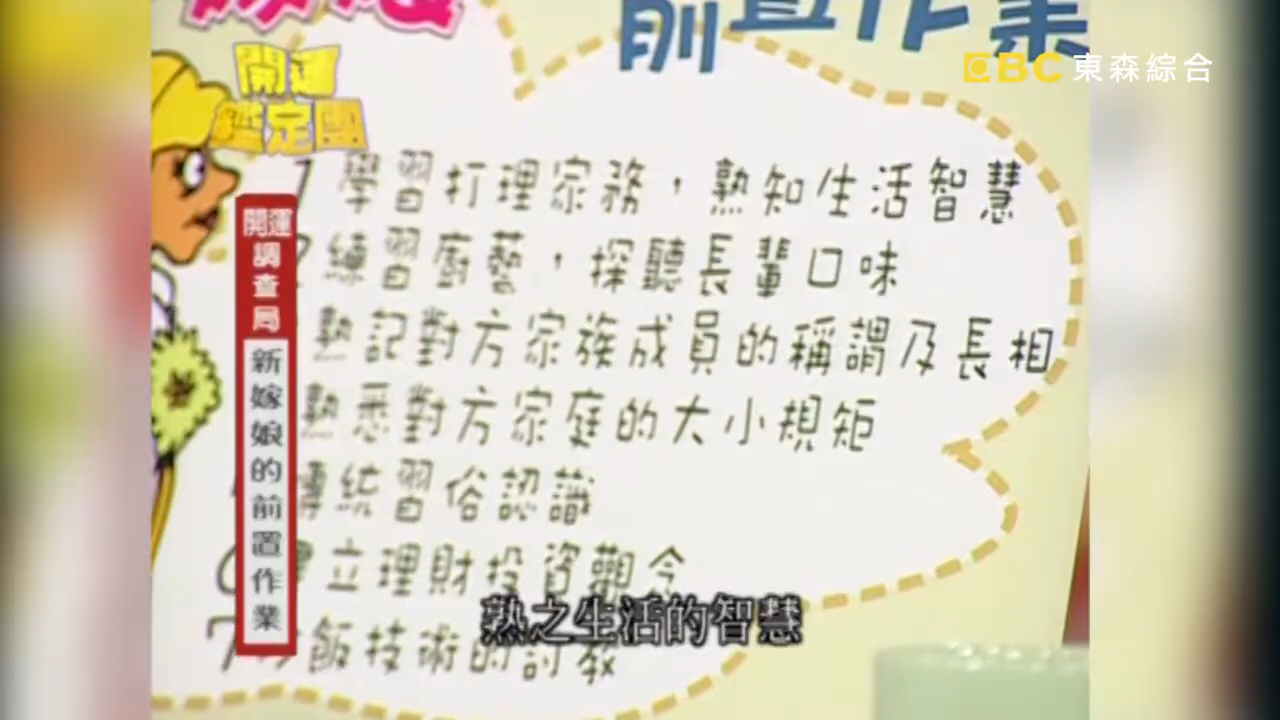 前置作業
EBC 東森綜合
開運
鑑定團
1 學習打理家務，熟知生活智慧
2 練習廚藝，探聽長輩口味
熟記對方家族成員的稱謂及長相
熟悉對方家庭的大小規矩
傳統習俗認識
6 建立理財投資觀念
7 飯技術的討教
開運調查局
新嫁娘的前置作業
熟之生活的智慧